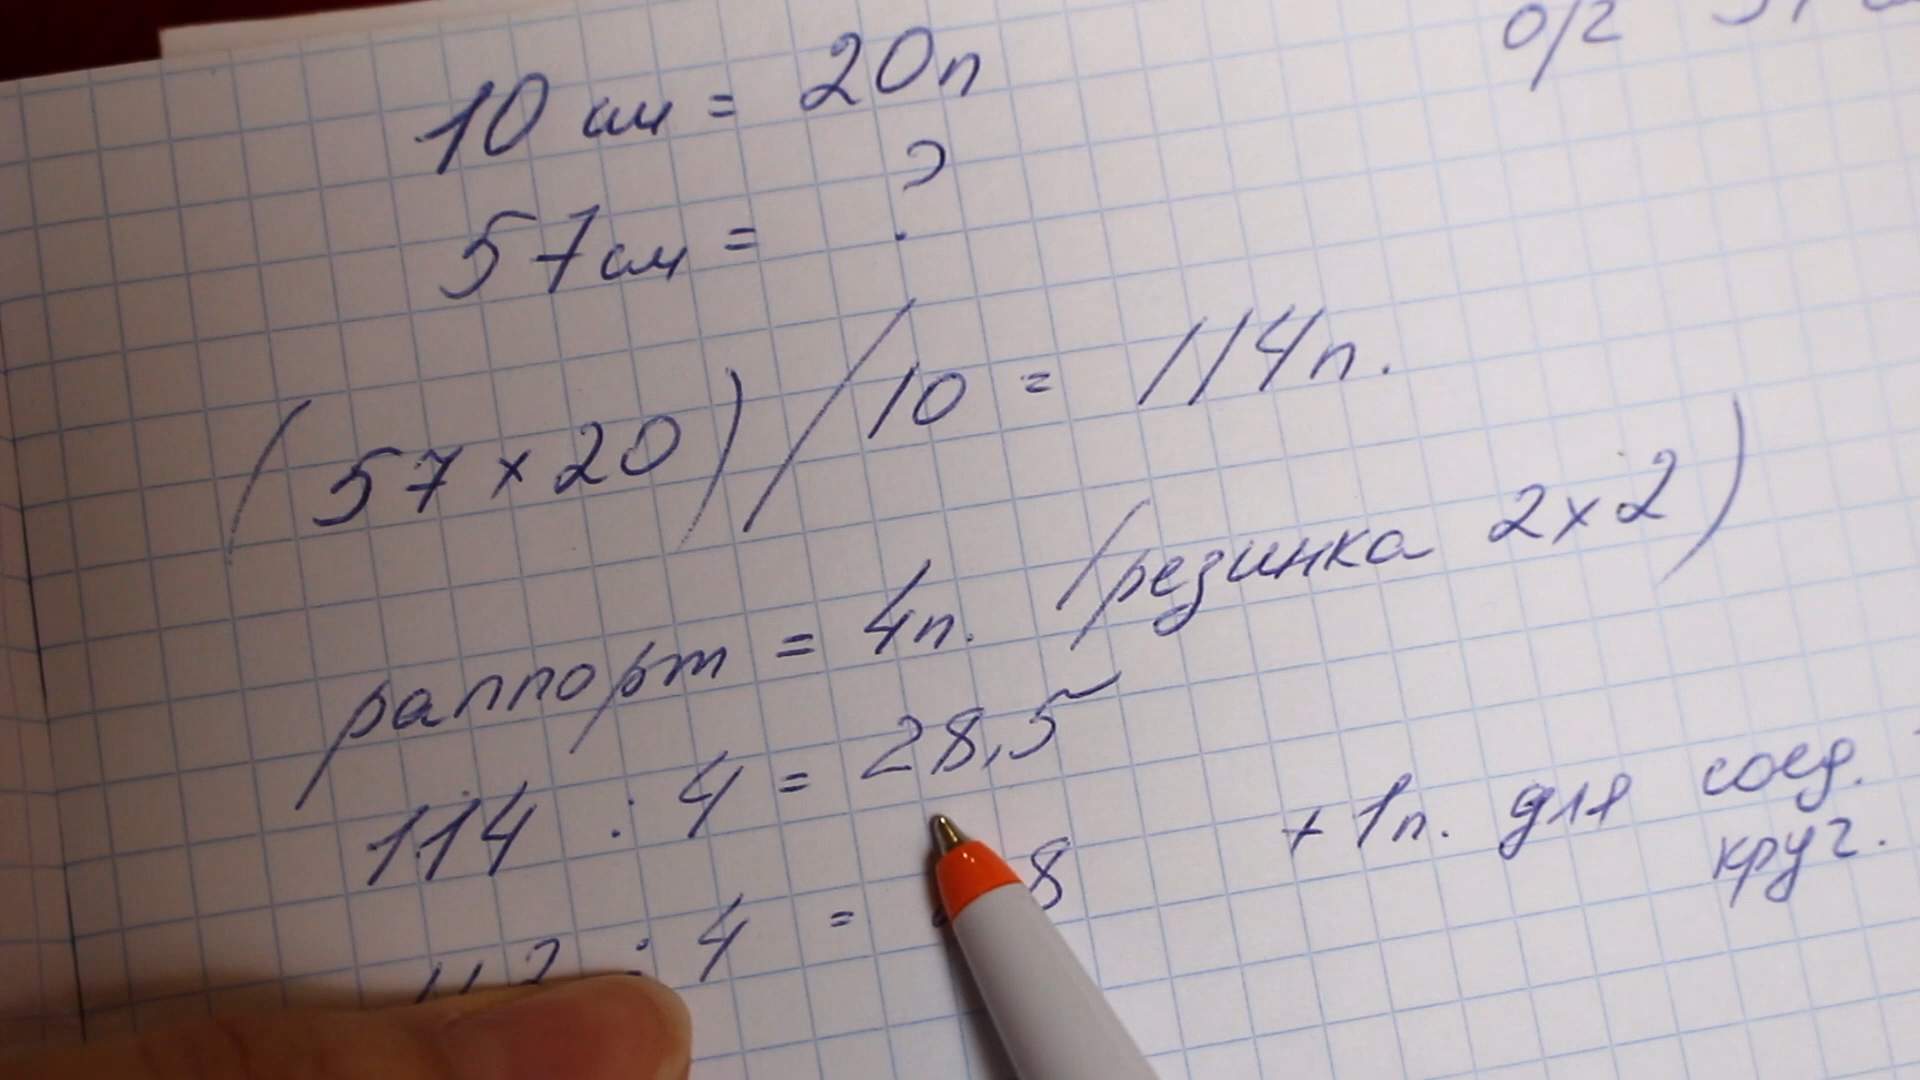 о/г
10 см = 20п
57см = ?
(57 x 20) / 10 = 114п.
раппорт = 4п. (резинка 2 x 2)
114 : 4 = 28,5
+ 1п. для соед. круг.
112 : 4 = 8